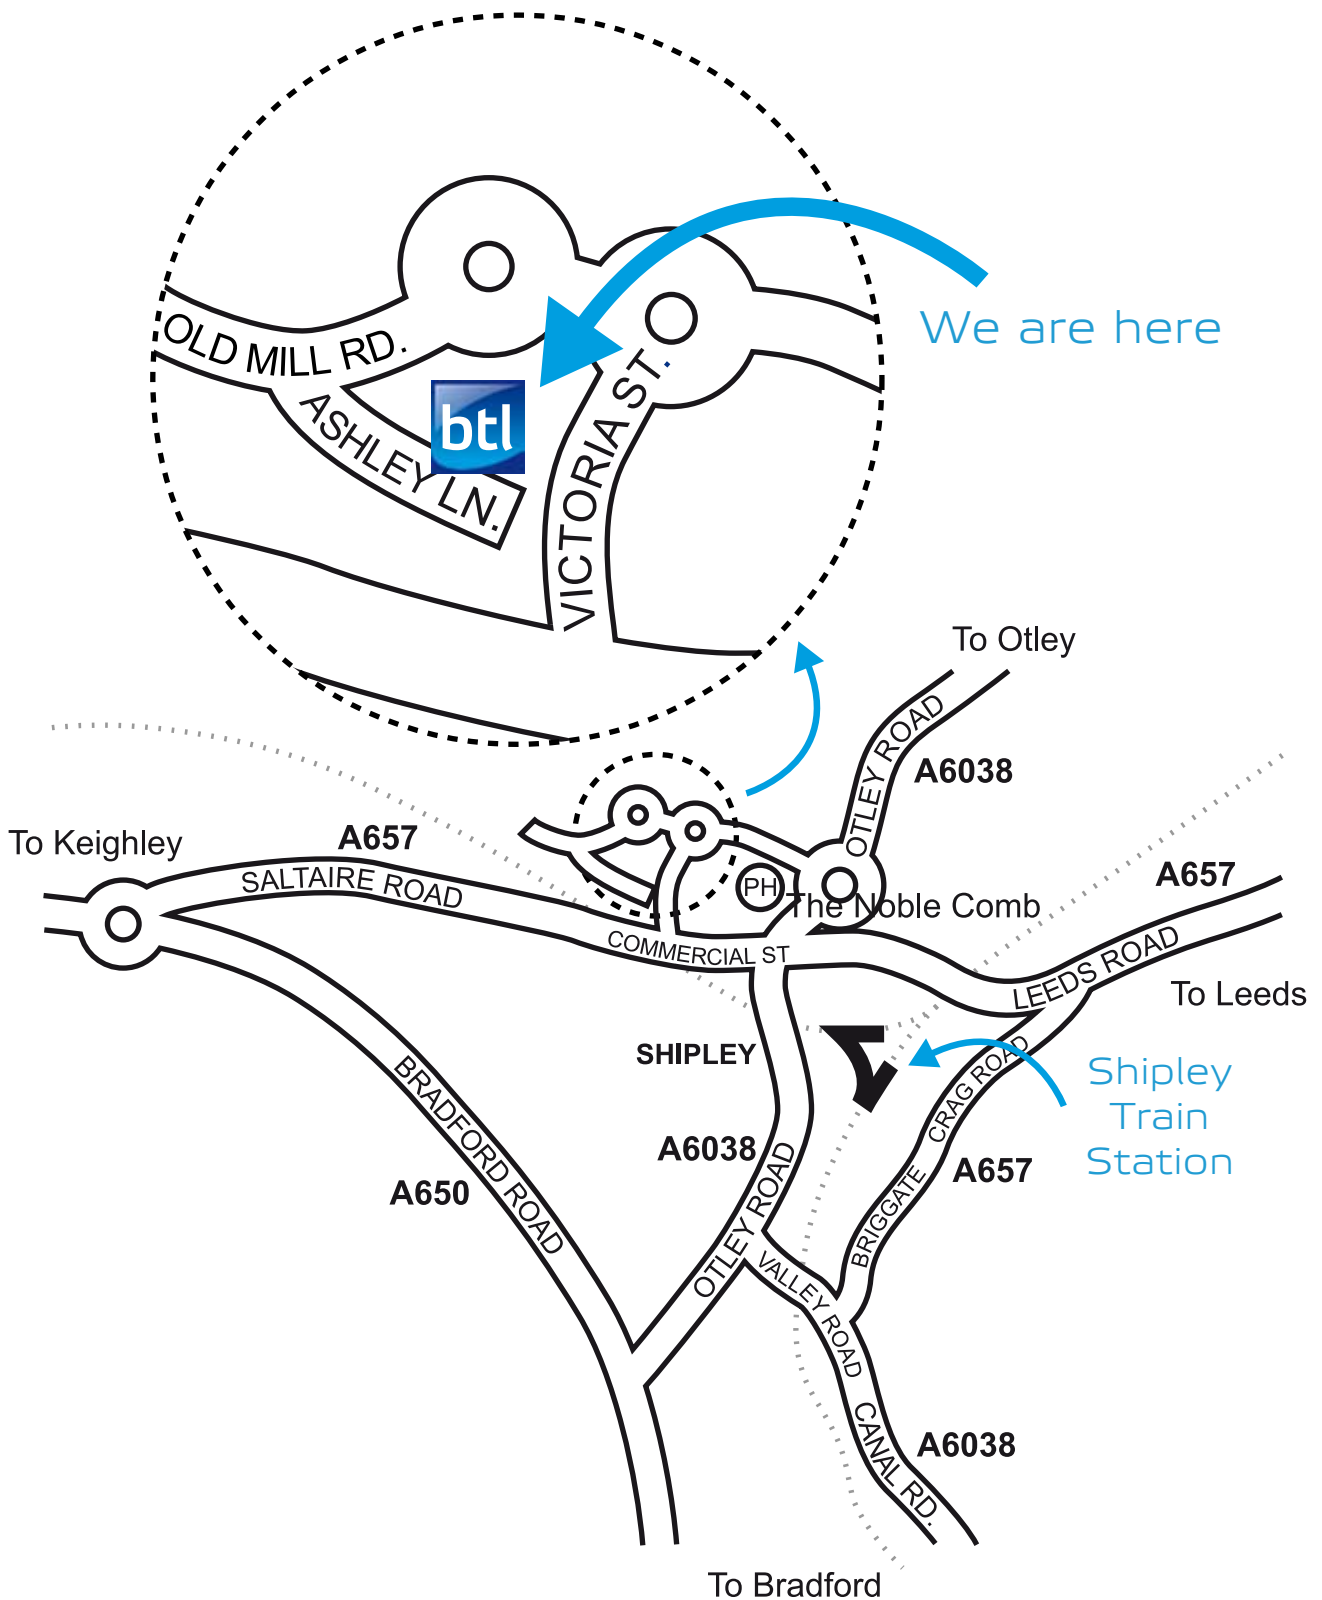 We are here
OLD MILL RD.
btl
ASHLEY LN.
VICTORIA ST.
To Otley
OTLEY ROAD
A6038
To Keighley
A657
SALTAIRE ROAD
PH
The Noble Comb
A657
COMMERCIAL ST
LEEDS ROAD
To Leeds
SHIPLEY
Shipley
Train
Station
CRAG ROAD
BRADFORD ROAD
A650
A6038
OTLEY ROAD
A657
BRIGGATE
VALLEY ROAD
CANAL RD.
A6038
To Bradford